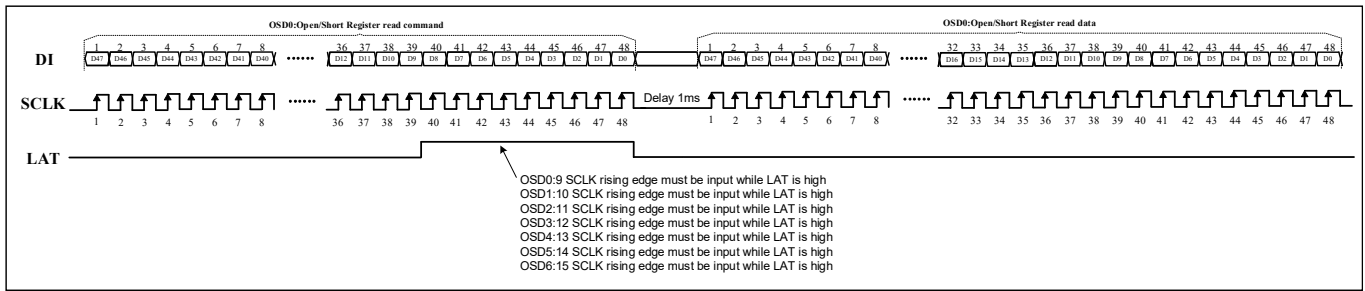 OSD0:Open/Short Register read command OSD0:Open/Short Register read data
1 2 3 4 5 6 7 8 36 37 38 39 40 41 42 43 44 45 46 47 48 1 2 3 4 5 6 7 8 32 33 34 35 36 37 38 39 40 41 42 43 44 45 46 47 48
DI D47 D46 D45 D44 D43 D42 D41 D40 ...... D12 D11 D10 D9 D8 D7 D6 D5 D4 D3 D2 D1 D0 D47 D46 D45 D44 D43 D42 D41 D40 ...... D16 D15 D14 D13 D12 D11 D10 D9 D8 D7 D6 D5 D4 D3 D2 D1 D0
SCLK ...... Delay 1ms ......
1 2 3 4 5 6 7 8 36 37 38 39 40 41 42 43 44 45 46 47 48 1 2 3 4 5 6 7 8 32 33 34 35 36 37 38 39 40 41 42 43 44 45 46 47 48
LAT
OSD0:9 SCLK rising edge must be input while LAT is high
OSD1:10 SCLK rising edge must be input while LAT is high
OSD2:11 SCLK rising edge must be input while LAT is high
OSD3:12 SCLK rising edge must be input while LAT is high
OSD4:13 SCLK rising edge must be input while LAT is high
OSD5:14 SCLK rising edge must be input while LAT is high
OSD6:15 SCLK rising edge must be input while LAT is high